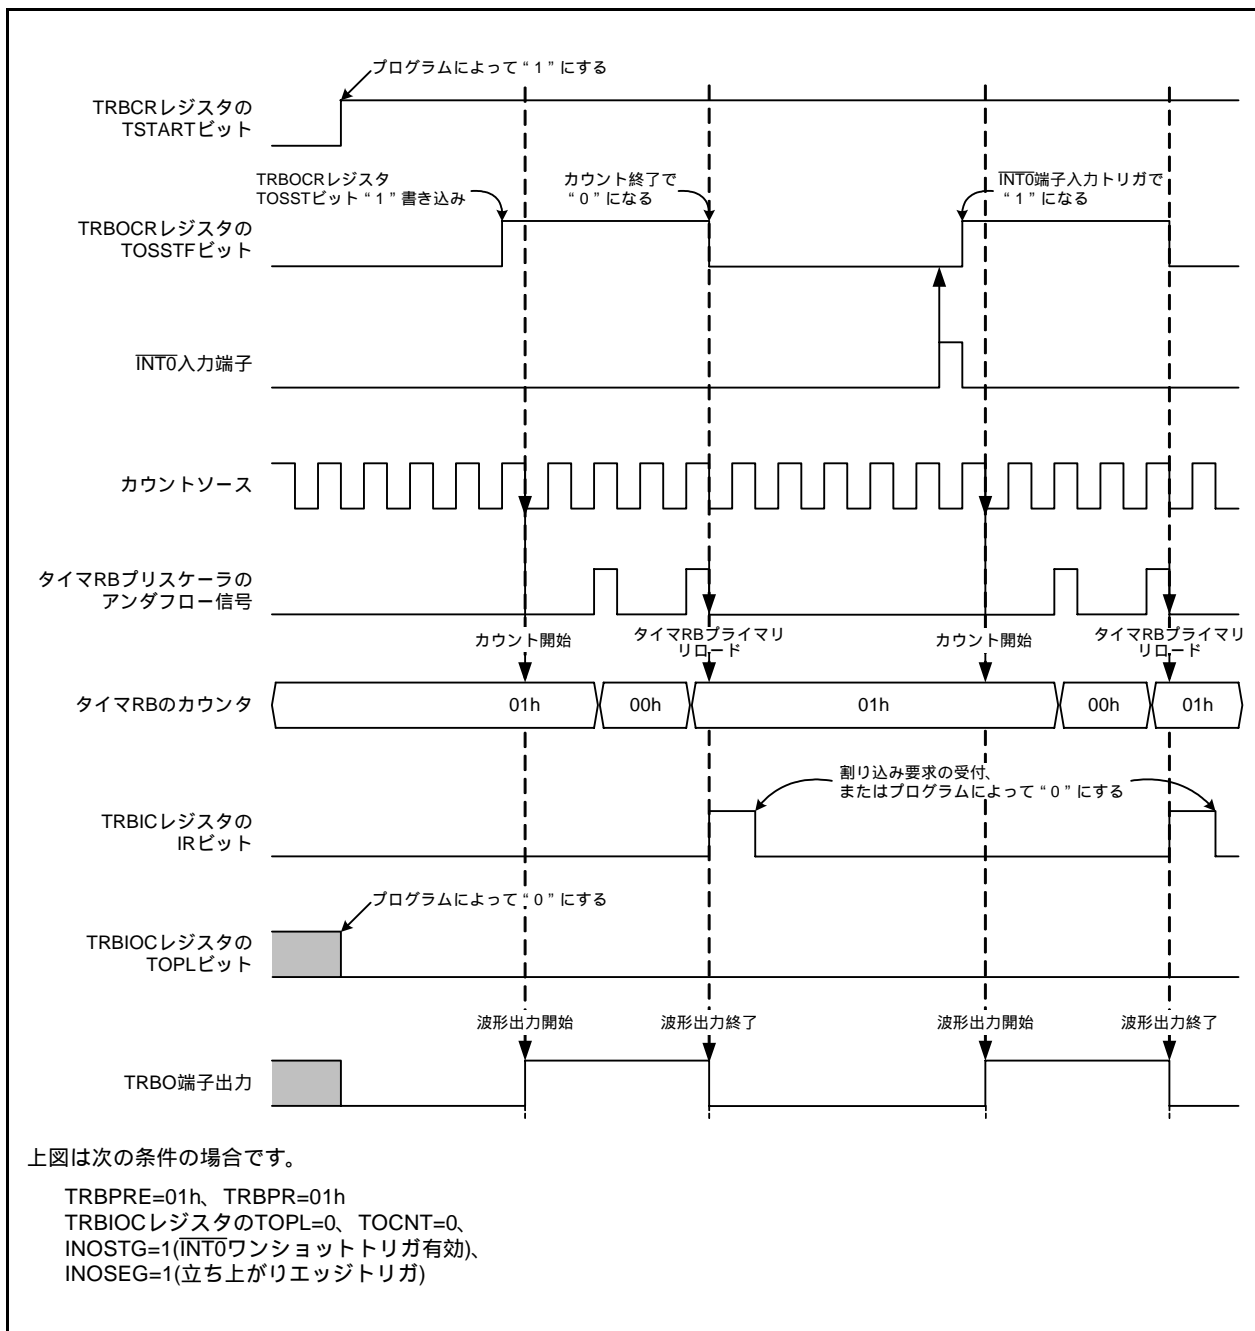 プログラムによって“1”にする
TRBCRレジスタの
TSTARTビット
TRBOCRレジスタ
TOSSTビット“1”書き込み
カウント終了で
“0”になる
INT0端子入力トリガで
“1”になる
TRBOCRレジスタの
TOSSTFビット
INT0入力端子
カウントソース
タイマRBプリスケーラの
アンダフロー信号
カウント開始
タイマRBプライマリ
リロード
カウント開始
タイマRBプライマリ
リロード
タイマRBのカウンタ
01h
00h
01h
00h
01h
割り込み要求の受付、
またはプログラムによって“0”にする
TRBICレジスタの
IRビット
プログラムによって“0”にする
TRBIOCレジスタの
TOPLビット
波形出力開始
波形出力終了
波形出力開始
波形出力終了
TRBO端子出力
上図は次の条件の場合です。
TRBPRE=01h、TRBPR=01h
TRBIOCレジスタのTOPL=0、TOCNT=0、
INOSTG=1(INT0ワンショットトリガ有効)、
INOSEG=1(立ち上がりエッジトリガ)